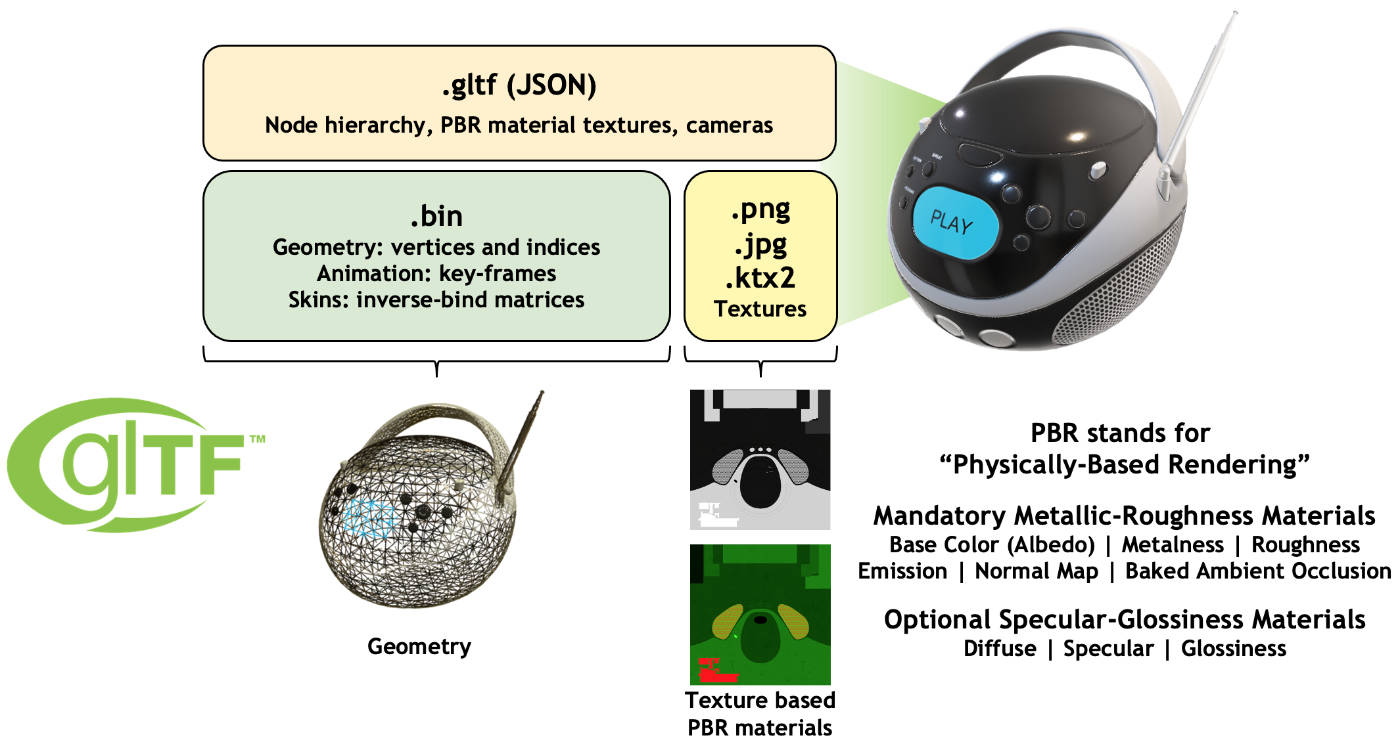 .gltf (JSON)
Node hierarchy, PBR material textures, cameras
.bin
Geometry: vertices and indices
Animation: key-frames
Skins: inverse-bind matrices
.png
.jpg
.ktx2
Textures
PLAY
glTF™
Geometry
Texture based
PBR materials
PBR stands for
“Physically-Based Rendering”
Mandatory Metallic-Roughness Materials
Base Color (Albedo) | Metalness | Roughness
Emission | Normal Map | Baked Ambient Occlusion
Optional Specular-Glossiness Materials
Diffuse | Specular | Glossiness